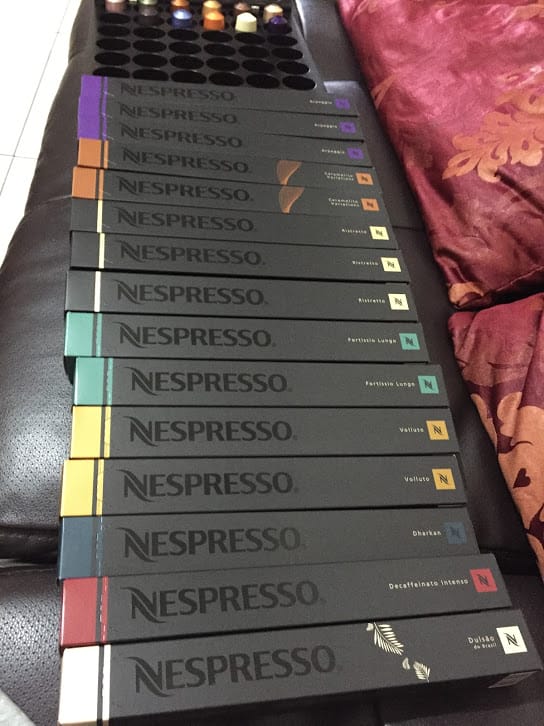 NESPRESSO Arpeggio
NESPRESSO Arpeggio
NESPRESSO Arpeggio
NESPRESSO Caramelito
Variations
NESPRESSO Caramelito
Variations
NESPRESSO Ristretto
NESPRESSO Ristretto
NESPRESSO Ristretto
NESPRESSO Fortissio Lungo
NESPRESSO Fortissio Lungo
NESPRESSO Volluto
NESPRESSO Volluto
NESPRESSO Dharkan
NESPRESSO Decaffeinato Intenso
NESPRESSO Dulsão
do Brasil